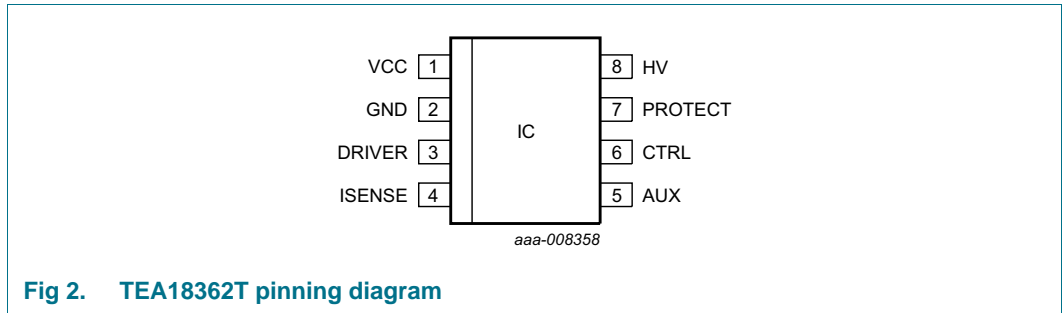 VCC 1 8 HV
GND 2 7 PROTECT
IC
DRIVER 3 6 CTRL
ISENSE 4 5 AUX
aaa-008358
Fig 2. TEA18362T pinning diagram